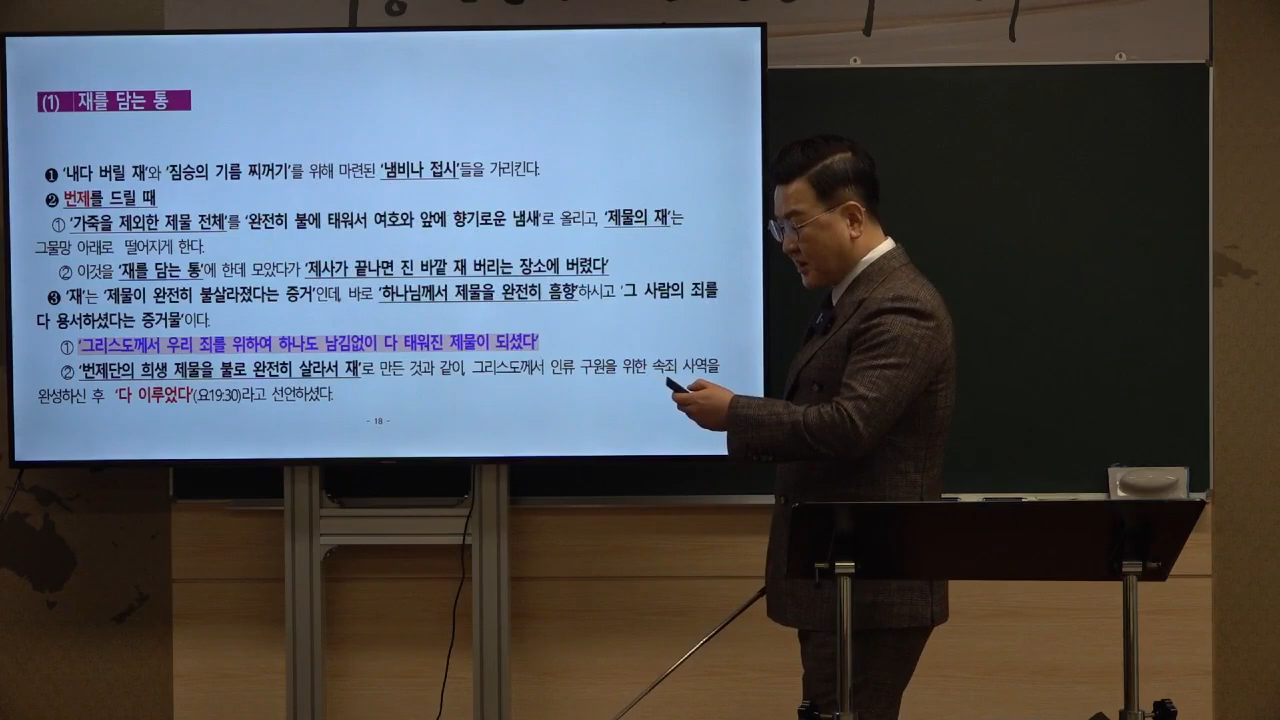 (1) 재를 담는 통
❶ '내다 버릴 재'와 '짐승의 기름 찌꺼기'를 위해 마련된 '냄비나 접시'들을 가리킨다.
❷ 번제를 드릴 때
① '가죽을 제외한 제물 전체'를 '완전히 불에 태워서 여호와 앞에 향기로운 냄새'로 올리고, '제물의 재'는
그물망 아래로 떨어지게 한다.
② 이것을 '재를 담는 통'에 한데 모았다가 '제사가 끝나면 진 바깥 재 버리는 장소에 버렸다'
❸ '재'는 '제물이 완전히 불살라졌다는 증거'인데, 바로 '하나님께서 제물을 완전히 흠향'하시고 '그 사람의 죄를
다 용서하셨다는 증거물'이다.
① '그리스도께서 우리 죄를 위하여 하나도 남김없이 다 태워진 제물이 되셨다'
② '번제단의 희생 제물을 불로 완전히 살라서 재'로 만든 것과 같이, 그리스도께서 인류 구원을 위한 속죄 사역을
완성하신 후 '다 이루었다'(요19:30)라고 선언하셨다.
- 18 -